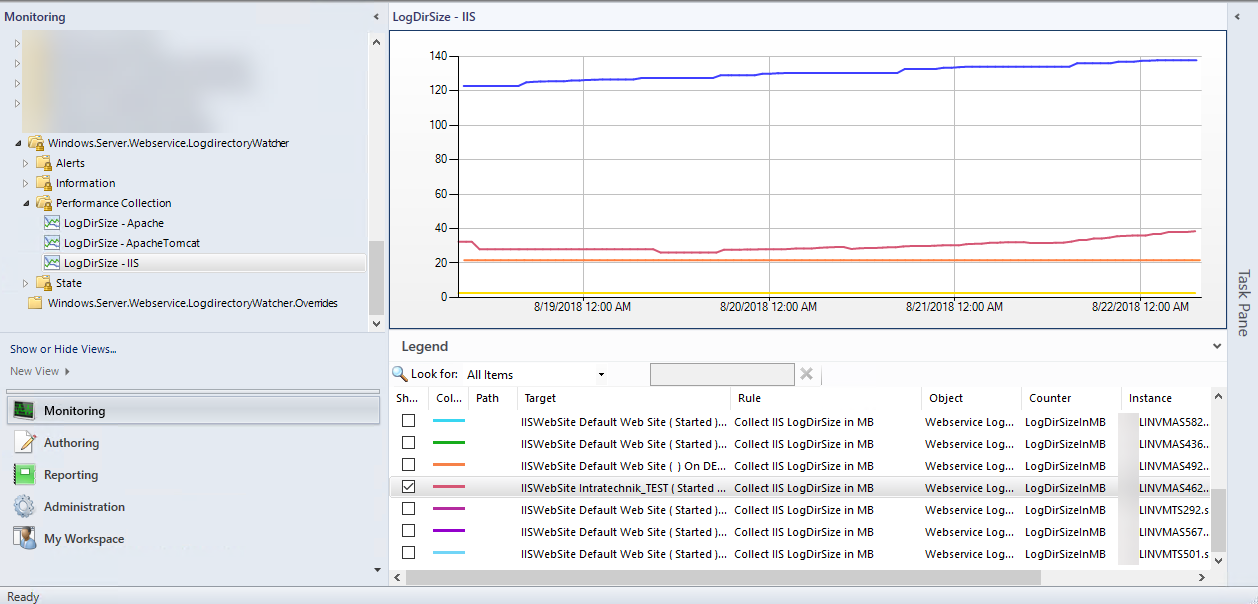 Monitoring
Windows.Server.Webservice.LogdirectoryWatcher
Alerts
Information
Performance Collection
LogDirSize - Apache
LogDirSize - ApacheTomcat
LogDirSize - IIS
State
Windows.Server.Webservice.LogdirectoryWatcher.Overrides
Show or Hide Views...
New View
Monitoring
Authoring
Reporting
Administration
My Workspace
LogDirSize - IIS
140
120
100
80
60
40
20
0
8/19/2018 12:00 AM 8/20/2018 12:00 AM 8/21/2018 12:00 AM 8/22/2018 12:00 AM
Legend
Look for: All Items
Sh... Col... Path Target Rule Object Counter Instance
IISWebSite Default Web Site ( Started )... Collect IIS LogDirSize in MB Webservice Log... LogDirSizeInMB LINVMAS582..
IISWebSite Default Web Site ( Started )... Collect IIS LogDirSize in MB Webservice Log... LogDirSizeInMB LINVMAS436..
IISWebSite Default Web Site ( ) On DE... Collect IIS LogDirSize in MB Webservice Log... LogDirSizeInMB LINVMAS492..
IISWebSite Intratechnik_TEST ( Started ... Collect IIS LogDirSize in MB Webservice Log... LogDirSizeInMB LINVMAS462..
IISWebSite Default Web Site ( Started )... Collect IIS LogDirSize in MB Webservice Log... LogDirSizeInMB LINVMTS292.s
IISWebSite Default Web Site ( Started )... Collect IIS LogDirSize in MB Webservice Log... LogDirSizeInMB LINVMAS567..
IISWebSite Default Web Site ( Started )... Collect IIS LogDirSize in MB Webservice Log... LogDirSizeInMB LINVMTS501.s
Task Pane
Ready